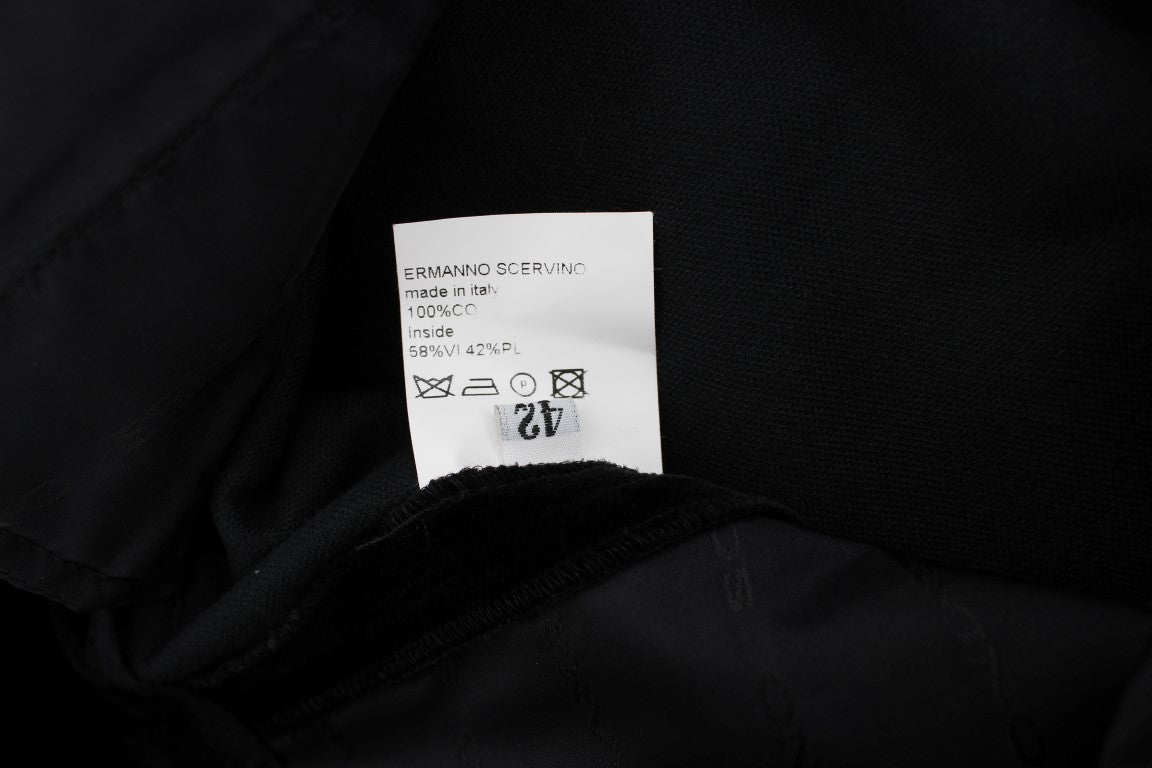 ERMANNO SCERVINO
made in italy
100%CO
Inside
58%VI 42%PL
P
42